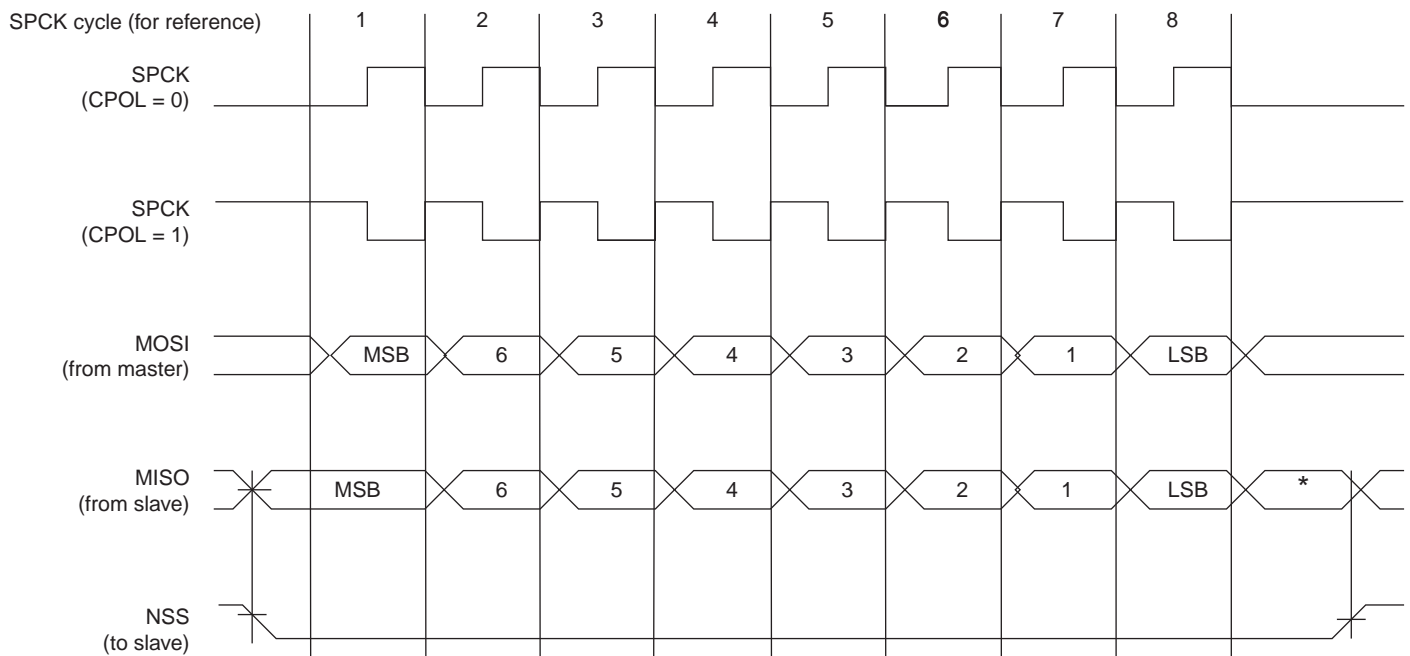 SPCK cycle (for reference) 1 2 3 4 5 6 7 8
SPCK
(CPOL = 0)
SPCK
(CPOL = 1)
MOSI
(from master)
MSB 6 5 4 3 2 1 LSB
MISO
(from slave)
MSB 6 5 4 3 2 1 LSB *
NSS
(to slave)